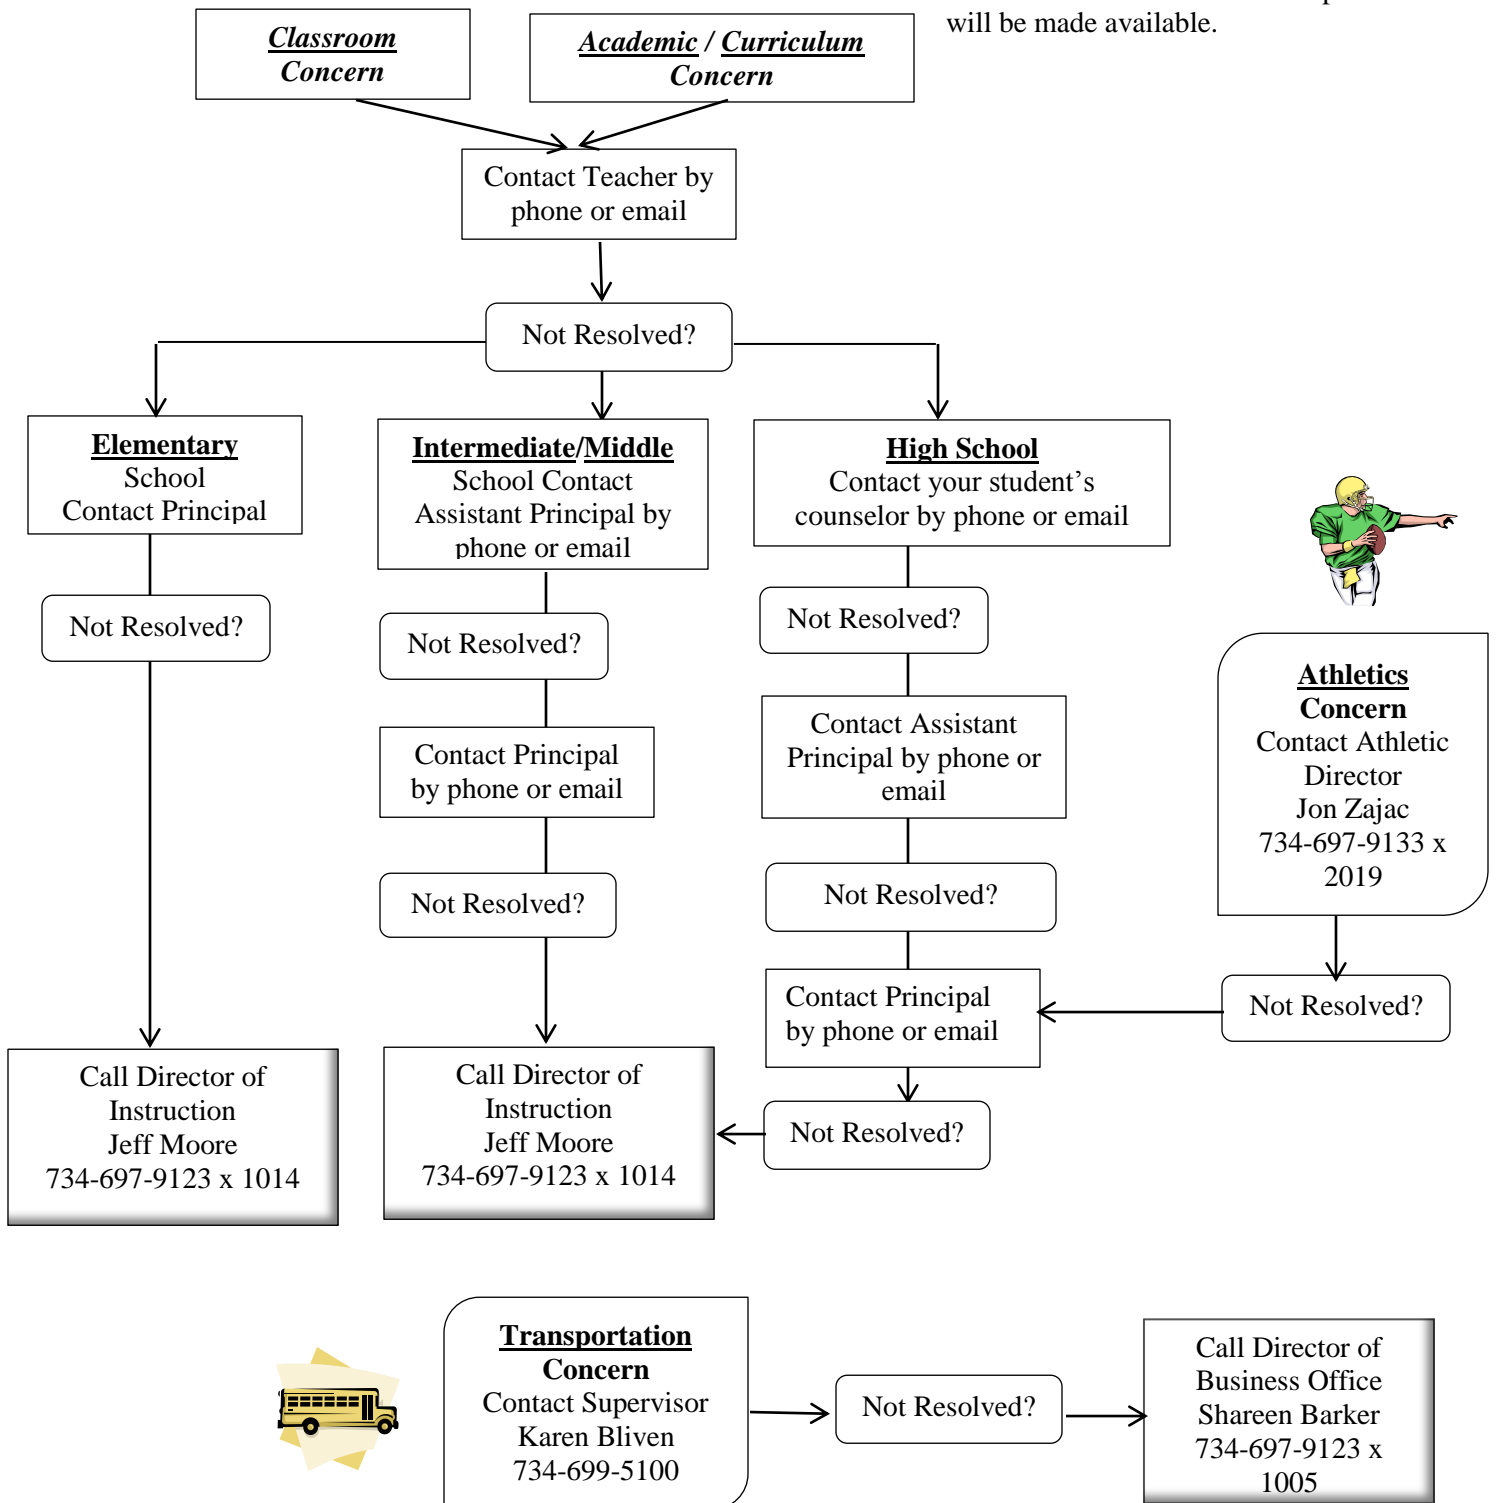 will be made available.
Classroom
Concern
Academic / Curriculum
Concern
Contact Teacher by
phone or email
Not Resolved?
Elementary
School
Contact Principal
Intermediate/Middle
School Contact
Assistant Principal by
phone or email
High School
Contact your student’s
counselor by phone or email
Not Resolved?
Not Resolved?
Not Resolved?
Athletics
Concern
Contact Athletic
Director
Jon Zajac
734-697-9133 x
2019
Contact Principal
by phone or email
Contact Assistant
Principal by phone or
email
Not Resolved?
Not Resolved?
Contact Principal
by phone or email
Not Resolved?
Call Director of
Instruction
Jeff Moore
734-697-9123 x 1014
Call Director of
Instruction
Jeff Moore
734-697-9123 x 1014
Not Resolved?
Transportation
Concern
Contact Supervisor
Karen Bliven
734-699-5100
Not Resolved?
Call Director of
Business Office
Shareen Barker
734-697-9123 x
1005